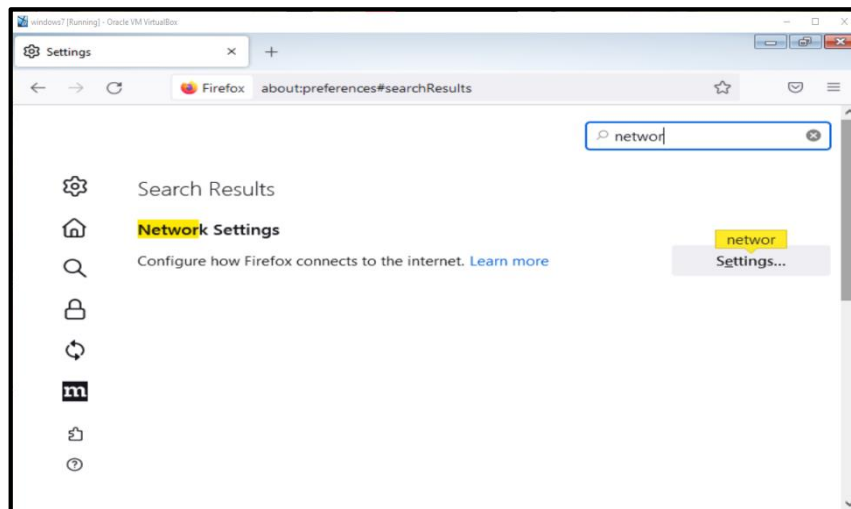 windows7 [Running] - Oracle VM VirtualBox
Settings
Firefox about:preferences#searchResults
networ
Search Results
Network Settings
networ
Configure how Firefox connects to the internet. Learn more
Settings...
m